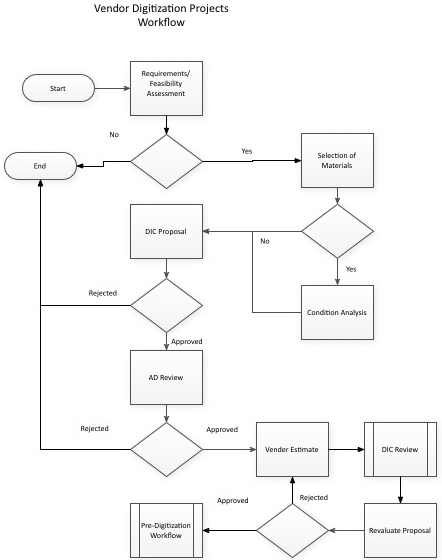 Vendor Digitization Projects
Workflow
Requirements/
Feasibility
Assessment
Start
No
Yes
End
Selection of
Materials
DIC Proposal
No
Yes
Rejected
Condition Analysis
Approved
AD Review
Rejected
Approved
Vender Estimate
DIC Review
Approved
Rejected
Pre-Digitization
Workflow
Revaluate Proposal